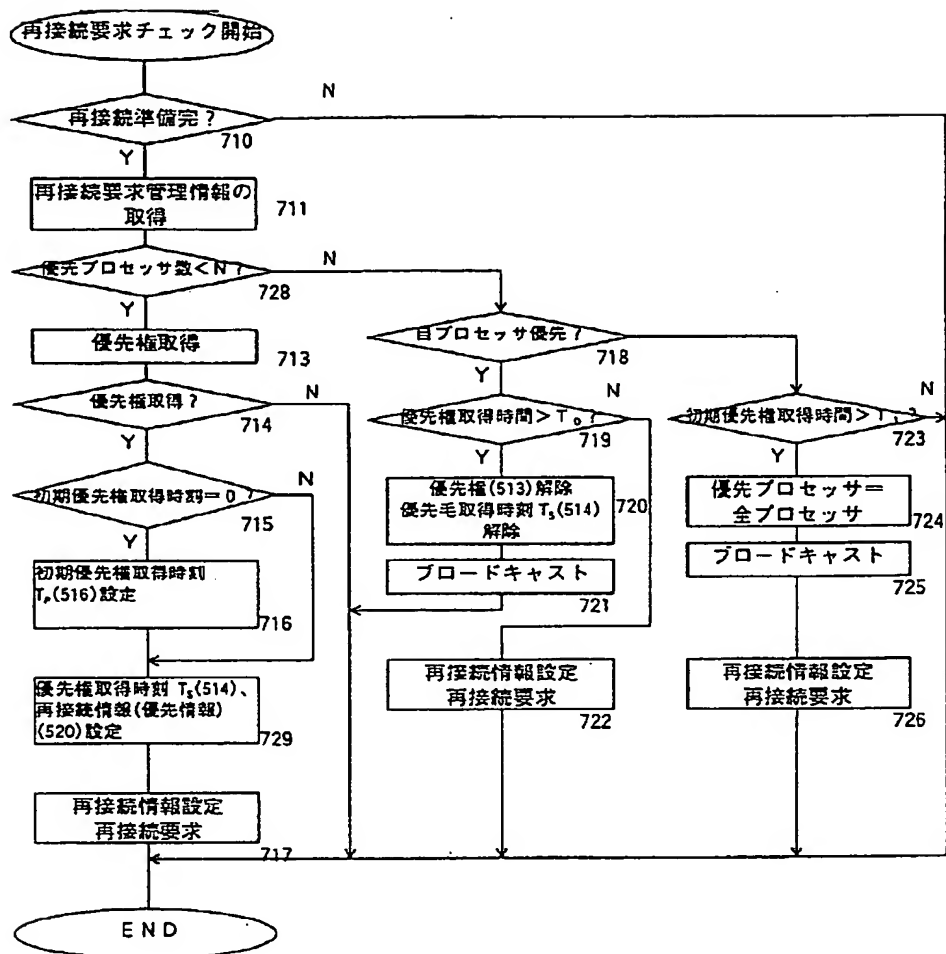 再接続要求チェック開始
N
再接続準備完?
710
Y
再接続要求管理情報の
取得
711
優先プロセッサ数<N?
N
728
Y
優先権取得
713
優先権取得?
N
714
Y
初期優先権取得時刻=0?
N
715
Y
初期優先権取得時刻
(516)設定
716
優先権取得時刻 Ts(514)、
再接続情報(優先情報)
(520)設定
729
再接続情報設定
再接続要求
717
END
目プロセッサ優先?
718
Y
N
優先権取得時間>T0?
719
Y
優先権(513)解除
優先毛取得時刻 Ts(514)
解除
720
ブロードキャスト
721
再接続情報設定
再接続要求
722
N
初期優先権取得時間>T ?
723
Y
優先プロセッサ=
全プロセッサ
724
ブロードキャスト
725
再接続情報設定
再接続要求
726